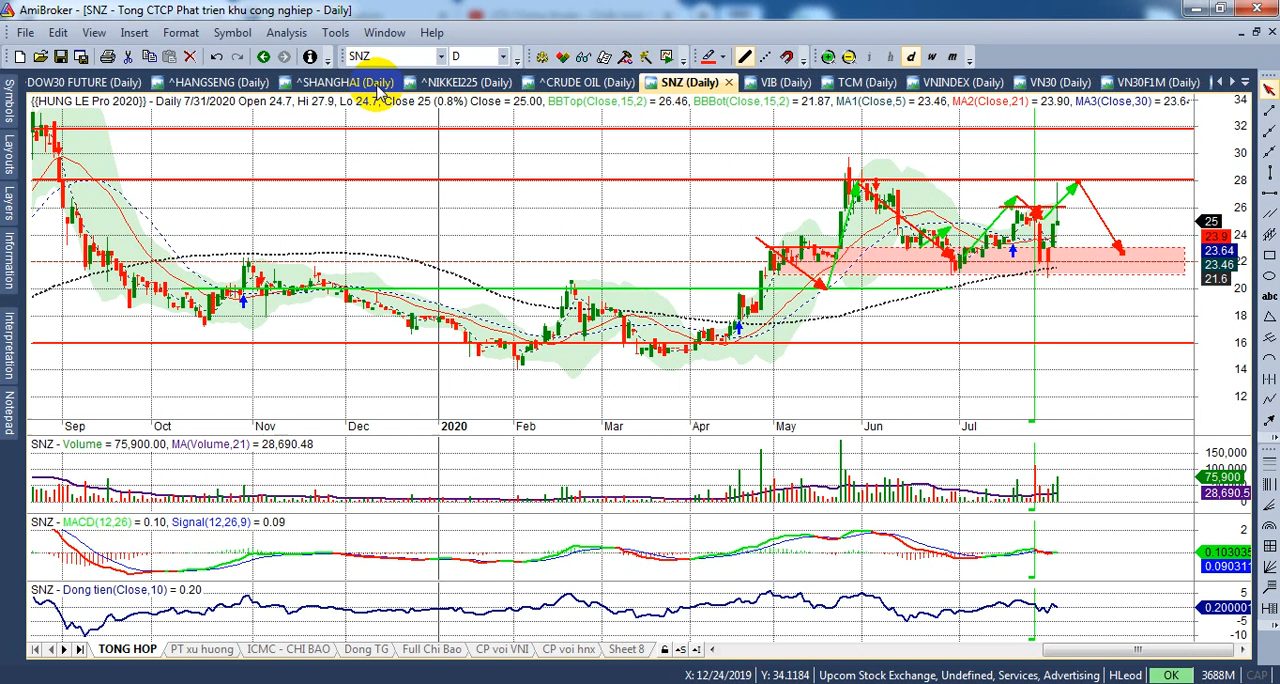 AmiBroker - [SNZ - Tong CTCP Phat trien khu cong nghiep - Daily]
File Edit View Insert Format Symbol Analysis Tools Window Help
SNZ D i h d w m
DOW30 FUTURE (Daily) ^HANGSENG (Daily) ^SHANGHAI (Daily) ^NIKKEI225 (Daily) ^CRUDE OIL (Daily) SNZ (Daily) VIB (Daily) TCM (Daily) VNINDEX (Daily) VN30 (Daily) VN30F1M (Daily)
{{HUNG LE Pro 2020}} - Daily 7/31/2020 Open 24.7, Hi 27.9, Lo 24.7, Close 25 (0.8%) Close = 25.00, BBTop(Close,15,2) = 26.46, BBBot(Close,15,2) = 21.87, MA1(Close,5) = 23.46, MA2(Close,21) = 23.90, MA3(Close,30) = 23.6
34
32
30
28
26
25
24
23.9
23.64
23.46
22
21.6
20
18
16
14
12
Sep Oct Nov Dec 2020 Feb Mar Apr May Jun Jul
SNZ - Volume = 75,900.00, MA(Volume,21) = 28,690.48
150,000
100,000
75,900
28,690.5
SNZ - MACD(12,26) = 0.10, Signal(12,26,9) = 0.09
2
0.103035
0.090311
SNZ - Dong tien(Close,10) = 0.20
5
0.200001
-5
-10
Symbols
Layouts
Layers
Information
Interpretation
Notepad
abc
TONG HOP PT xu huong ICMC - CHI BAO Dong TG Full Chi Bao CP voi VNI CP voi hnx Sheet 8
X: 12/24/2019 Y: 34.1184 Upcom Stock Exchange, Undefined, Services, Advertising HLeod OK 3688M CAP